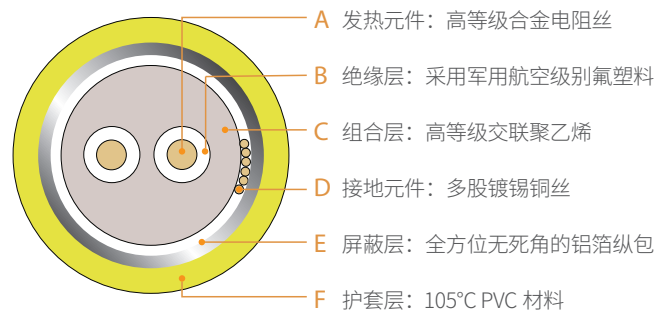 A 发热元件：高等级合金电阻丝
B 绝缘层：采用军用航空级别氟塑料
C 组合层：高等级交联聚乙烯
D 接地元件：多股镀锡铜丝
E 屏蔽层：全方位无死角的铝箔纵包
F 护套层：105℃ PVC 材料